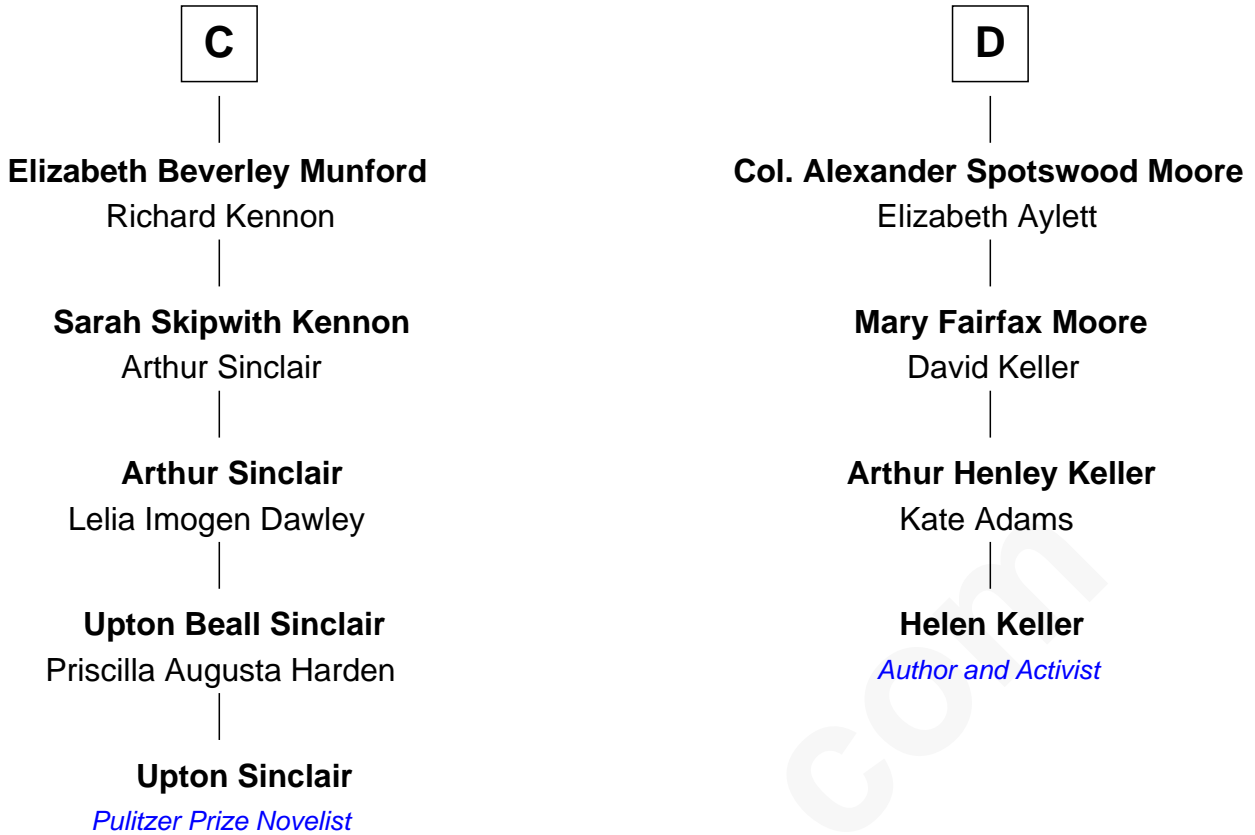 C
Elizabeth Beverley Munford
Richard Kennon
Sarah Skipwith Kennon
Arthur Sinclair
Arthur Sinclair
Lelia Imogen Dawley
Upton Beall Sinclair
Priscilla Augusta Harden
Upton Sinclair
Pulitzer Prize Novelist
D
Col. Alexander Spotswood Moore
Elizabeth Aylett
Mary Fairfax Moore
David Keller
Arthur Henley Keller
Kate Adams
Helen Keller
Author and Activist
com